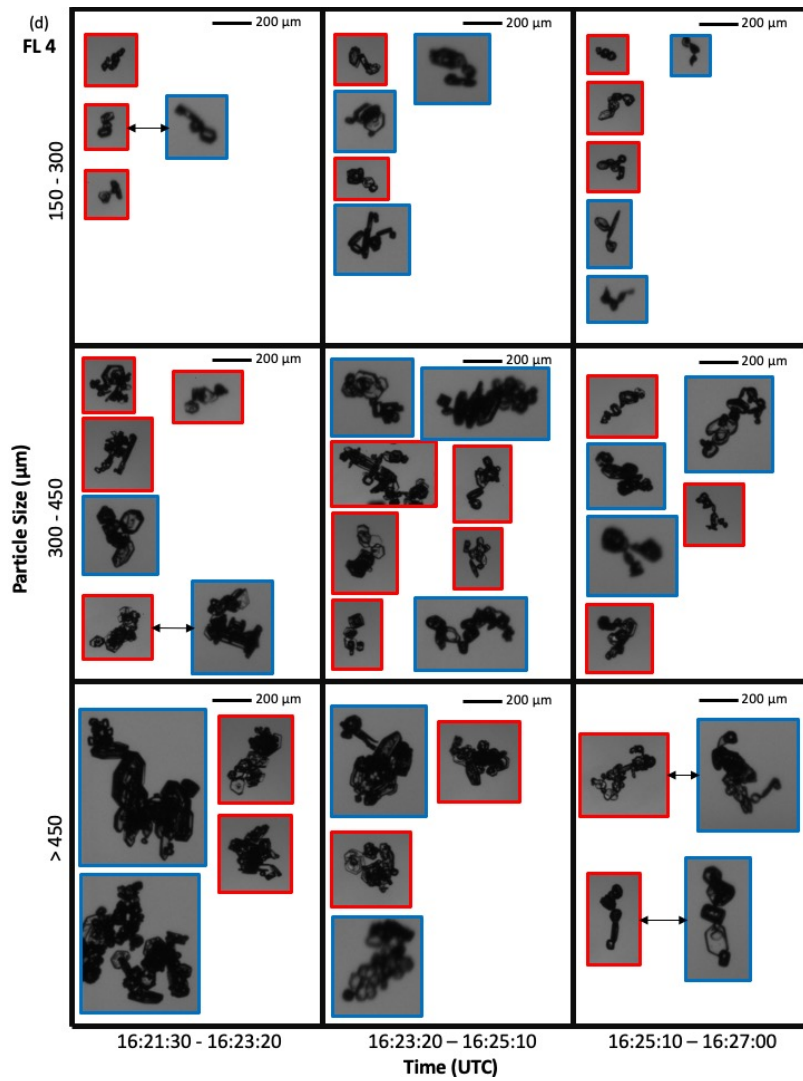 (d)
FL 4
200 µm
200 µm
200 µm
150 - 300
200 µm
200 µm
200 µm
Particle Size (µm)
300 - 450
200 µm
200 µm
200 µm
> 450
16:21:30 - 16:23:20
16:23:20 – 16:25:10
16:25:10 – 16:27:00
Time (UTC)